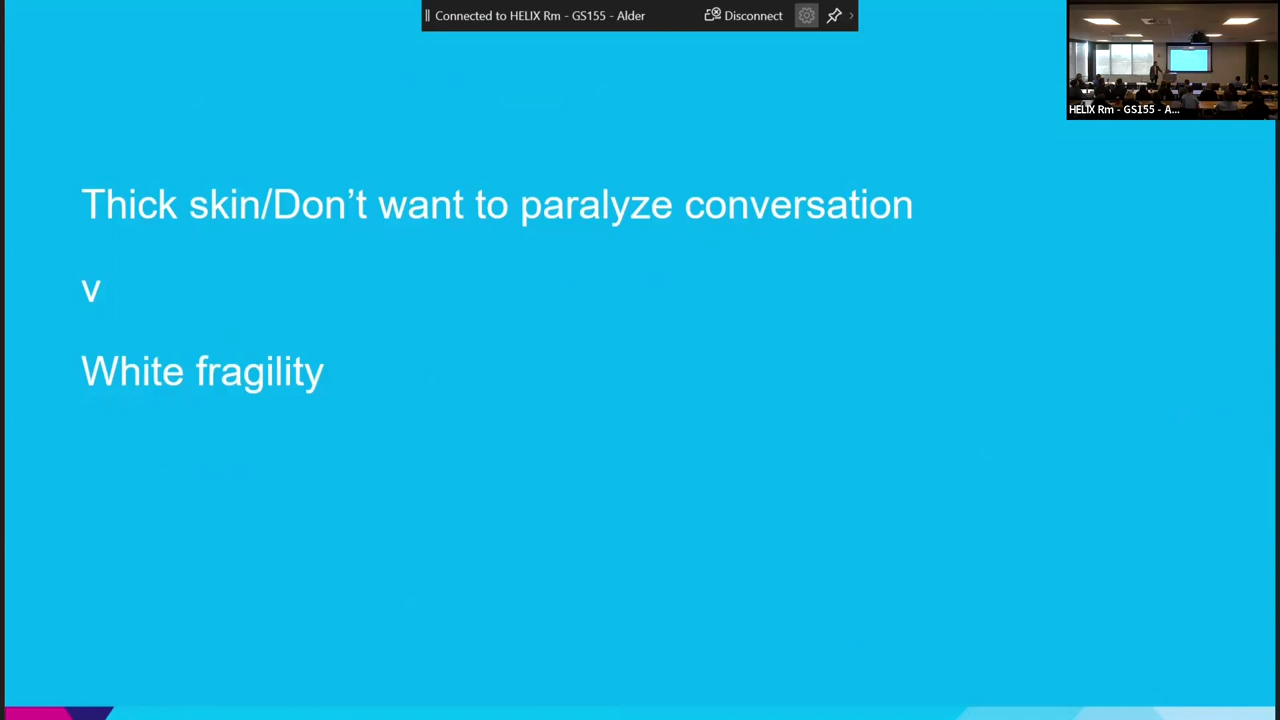 Connected to HELIX Rm - GS155 - Alder
Disconnect
HELIX Rm - GS155 - A...
Thick skin/Don’t want to paralyze conversation
v
White fragility